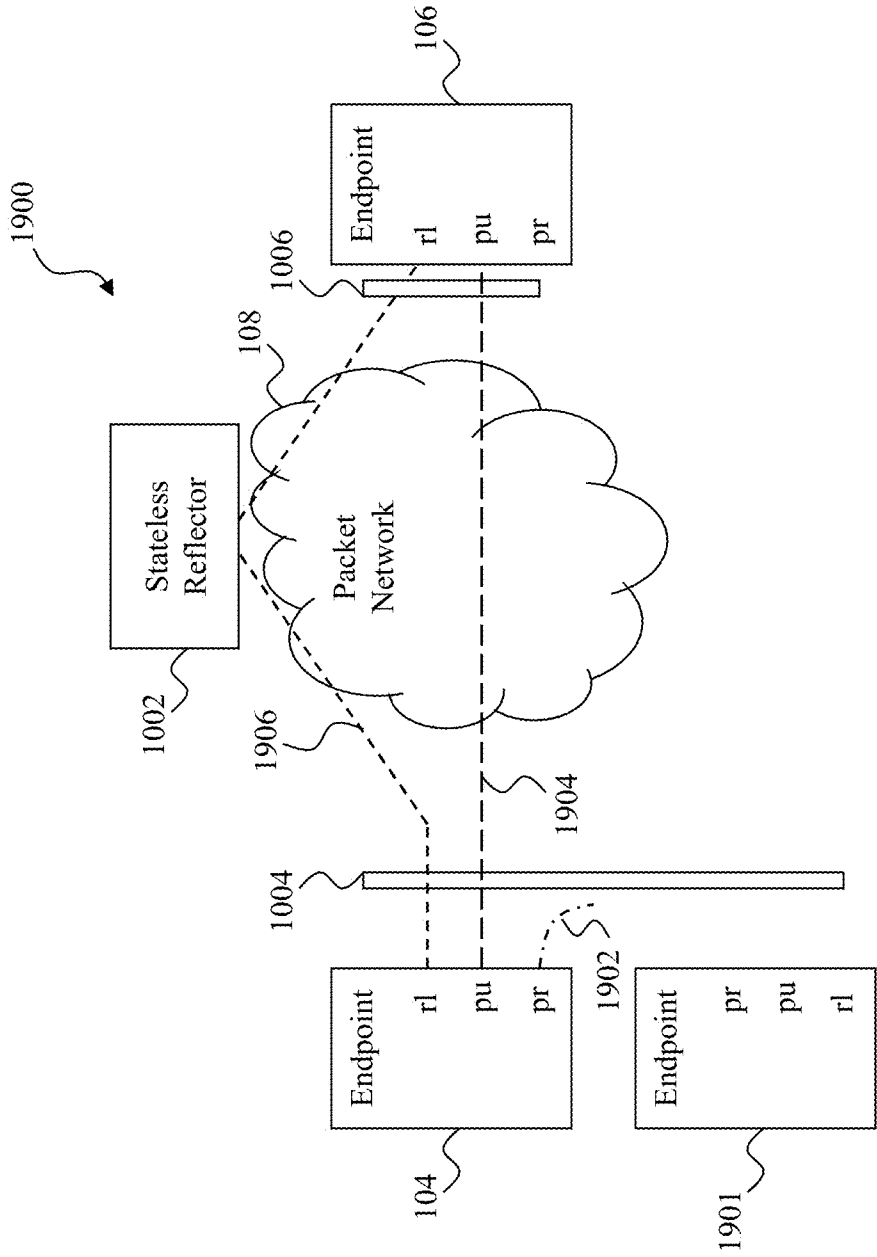 1900
Stateless
Reflector
1002
108
Packet
Network
1906
1904
1004
1006
Endpoint
rl
pu
pr
104
Endpoint
rl
pu
pr
106
1902
Endpoint
pr
pu
rl
1901